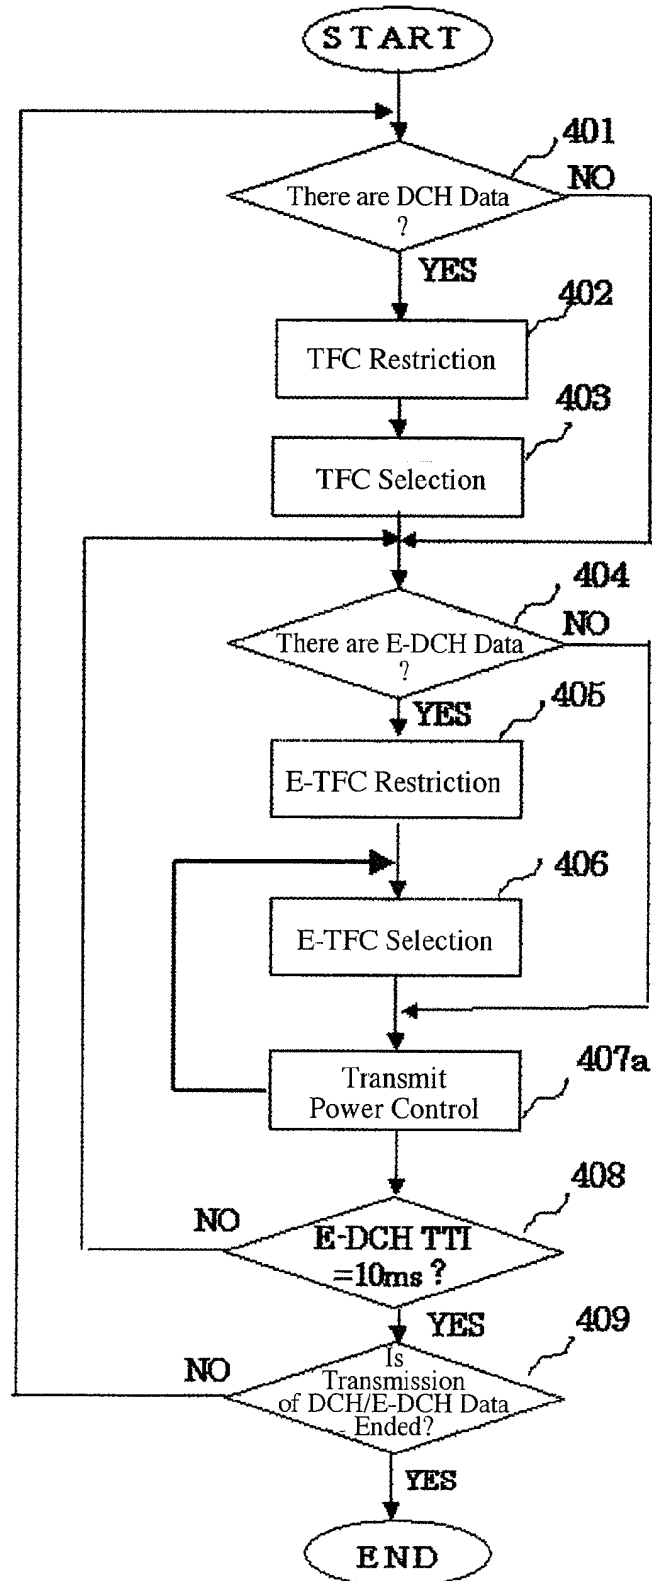 START
401
There are DCH Data
?
NO
YES
402
TFC Restriction
403
TFC Selection
404
There are E-DCH Data
?
NO
YES
405
E-TFC Restriction
406
E-TFC Selection
407a
Transmit
Power Control
408
NO
E-DCH TTI
=10ms ?
YES
409
NO
Is
Transmission
of DCH/E-DCH Data
Ended?
YES
END